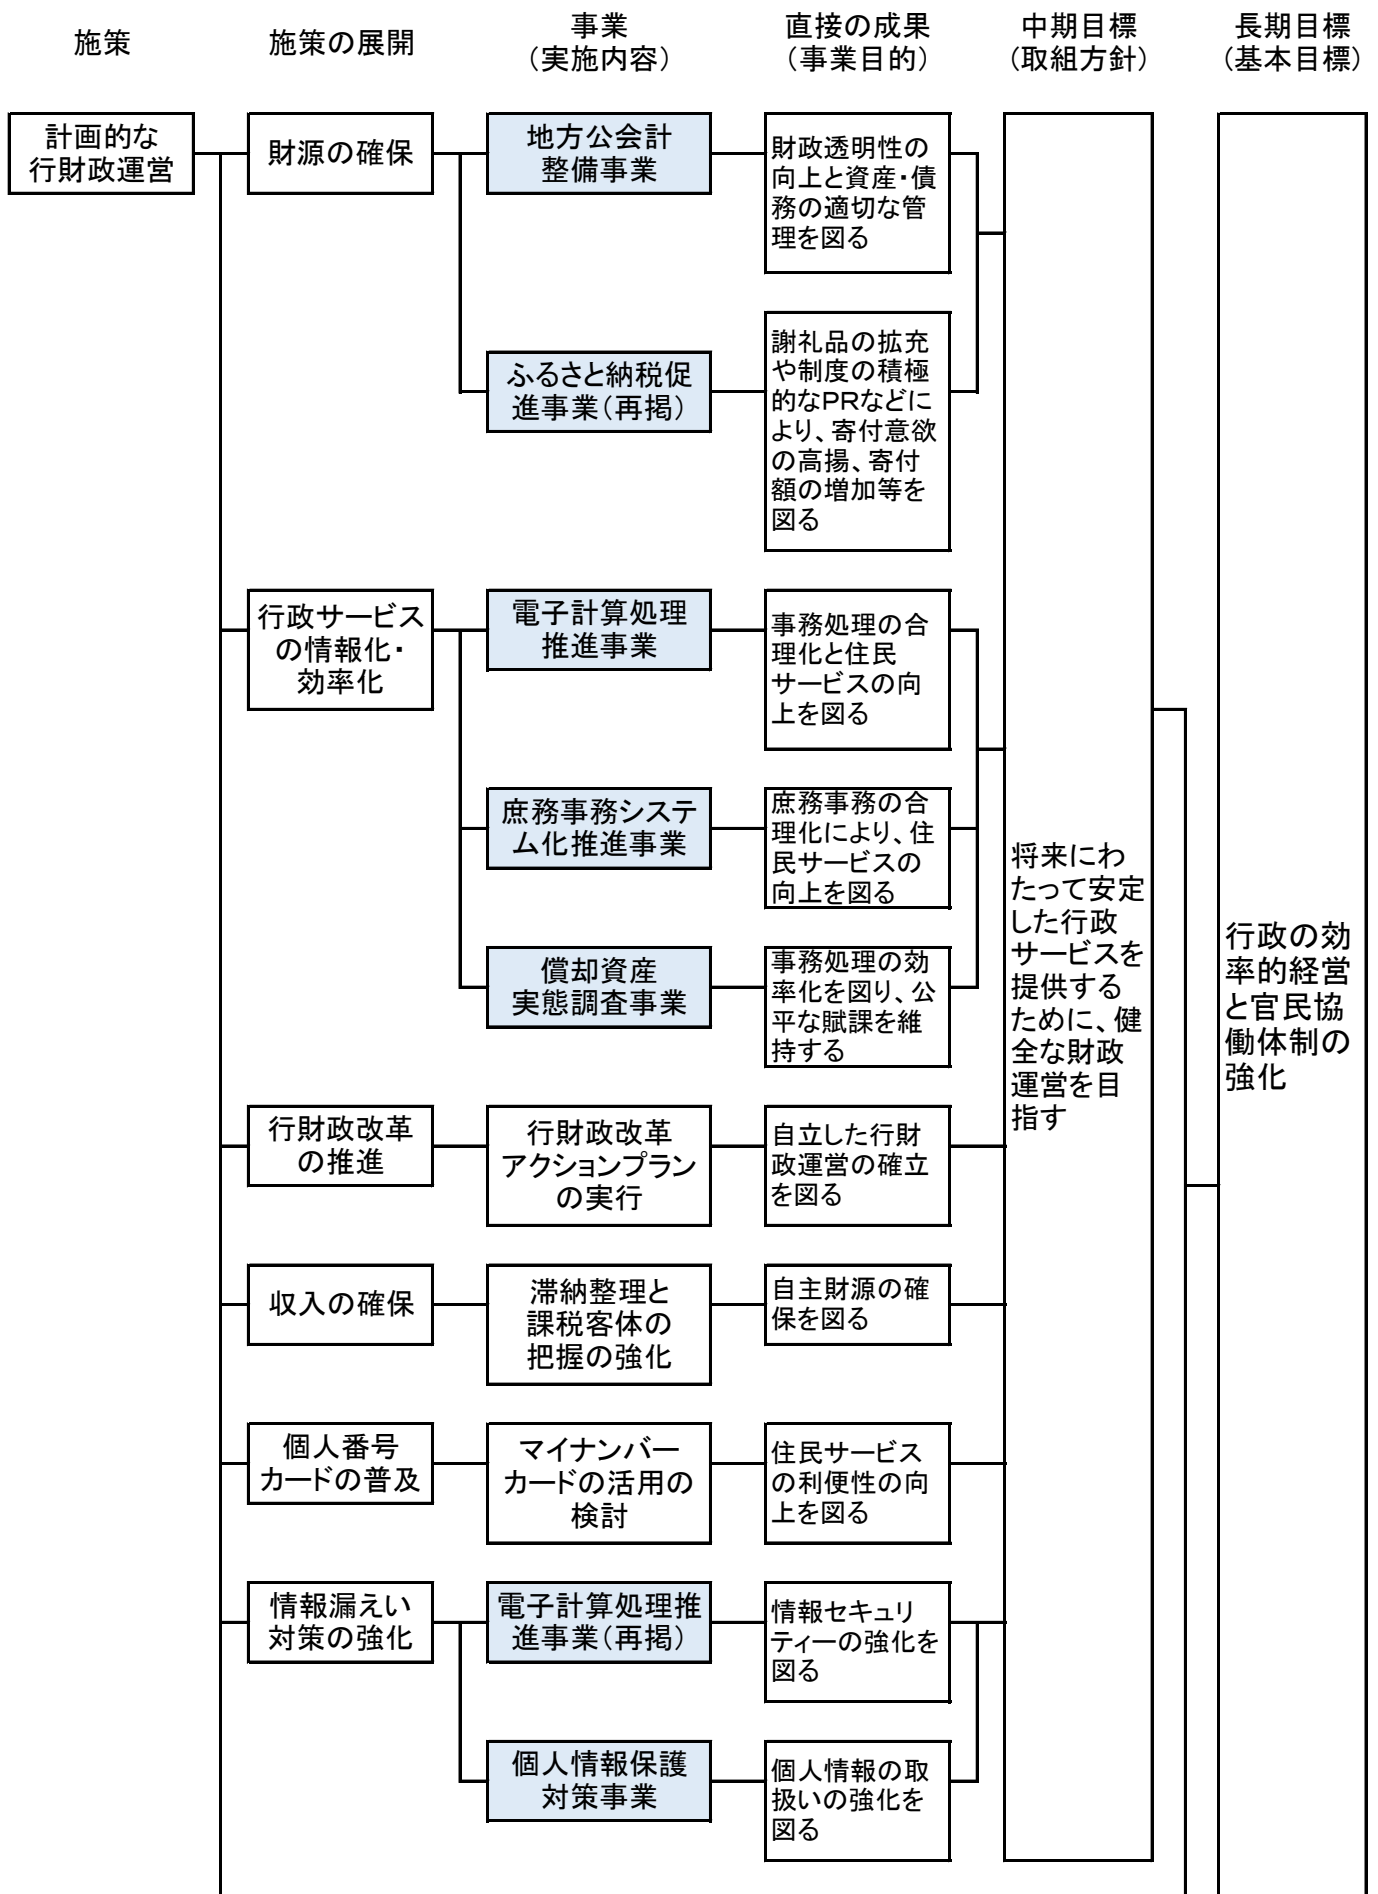 施策
施策の展開
事業
（実施内容）
直接の成果
（事業目的）
中期目標
（取組方針）
長期目標
（基本目標）
計画的な
行財政運営
財源の確保
地方公会計
整備事業
財政透明性の
向上と資産・債
務の適切な管
理を図る
ふるさと納税促
進事業（再掲）
謝礼品の拡充
や制度の積極
的なPRなどに
より、寄付意欲
の高揚、寄付
額の増加等を
図る
行政サービス
の情報化・
効率化
電子計算処理
推進事業
事務処理の合
理化と住民
サービスの向
上を図る
庶務事務システ
ム化推進事業
庶務事務の合
理化により、住
民サービスの
向上を図る
償却資産
実態調査事業
事務処理の効
率化を図り、公
平な賦課を維
持する
行財政改革
の推進
行財政改革
アクションプラン
の実行
自立した行財
政運営の確立
を図る
収入の確保
滞納整理と
課税客体の
把握の強化
自主財源の確
保を図る
個人番号
カードの普及
マイナンバー
カードの活用の
検討
住民サービス
の利便性の向
上を図る
情報漏えい
対策の強化
電子計算処理推
進事業（再掲）
情報セキュリ
ティーの強化を
図る
個人情報保護
対策事業
個人情報の取
扱いの強化を
図る
将来にわ
たって安定
した行政
サービスを
提供する
ために、健
全な財政
運営を目
指す
行政の効
率的経営
と官民協
働体制の
強化